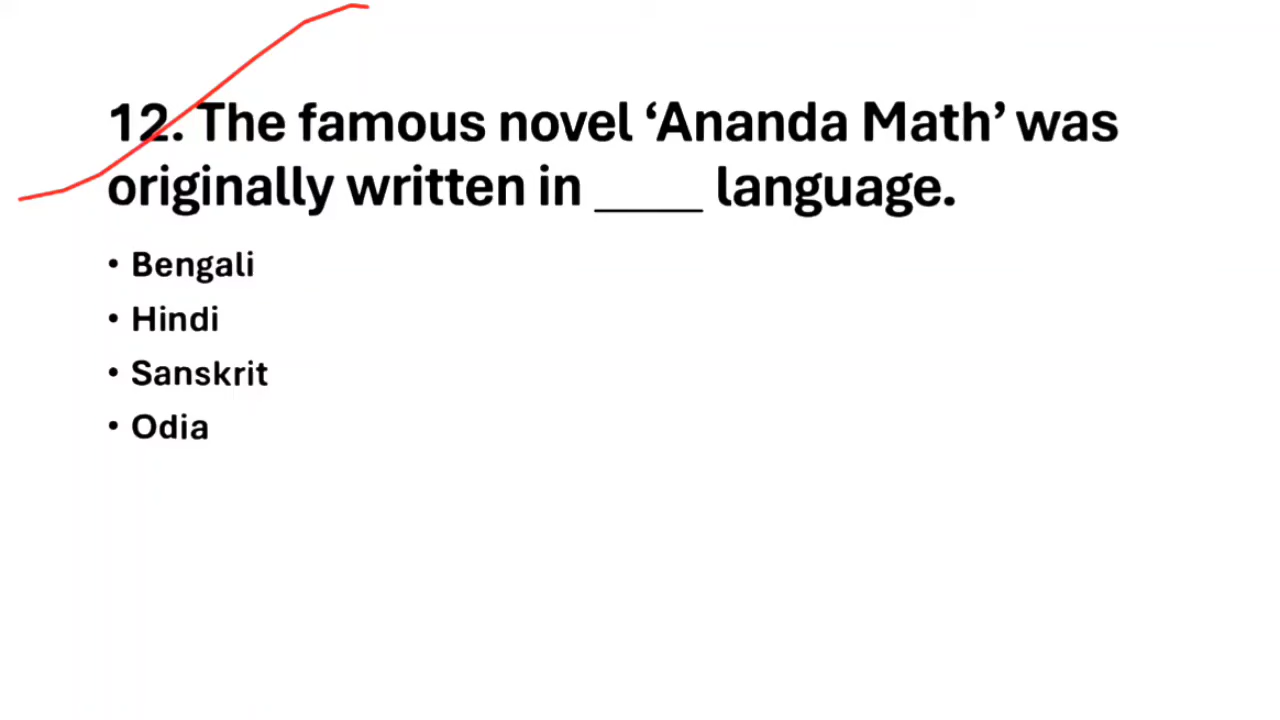 12. The famous novel ‘Ananda Math’ was
originally written in ____ language.
• Bengali
• Hindi
• Sanskrit
• Odia